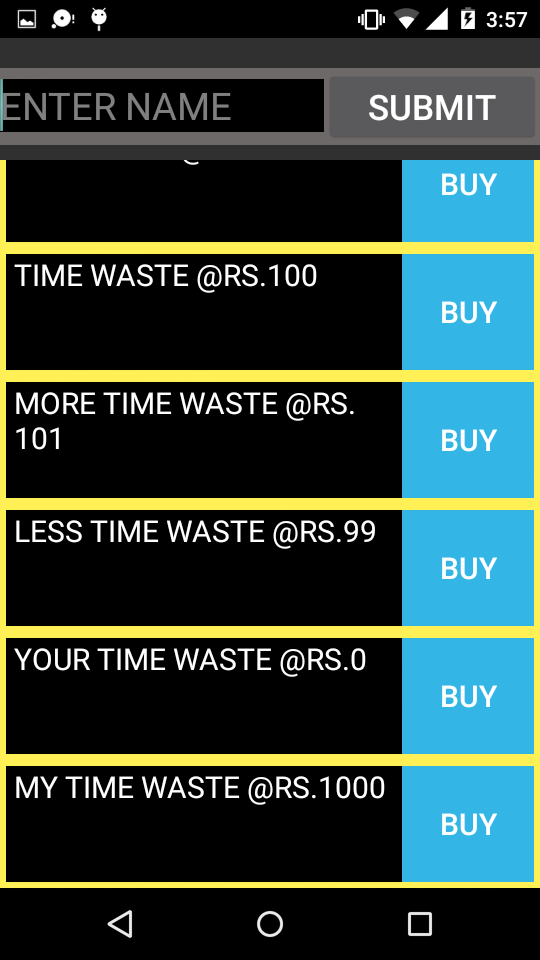 3:57
ENTER NAME
SUBMIT
BUY
TIME WASTE @RS.100
BUY
MORE TIME WASTE @RS.
101
BUY
LESS TIME WASTE @RS.99
BUY
YOUR TIME WASTE @RS.0
BUY
MY TIME WASTE @RS.1000
BUY